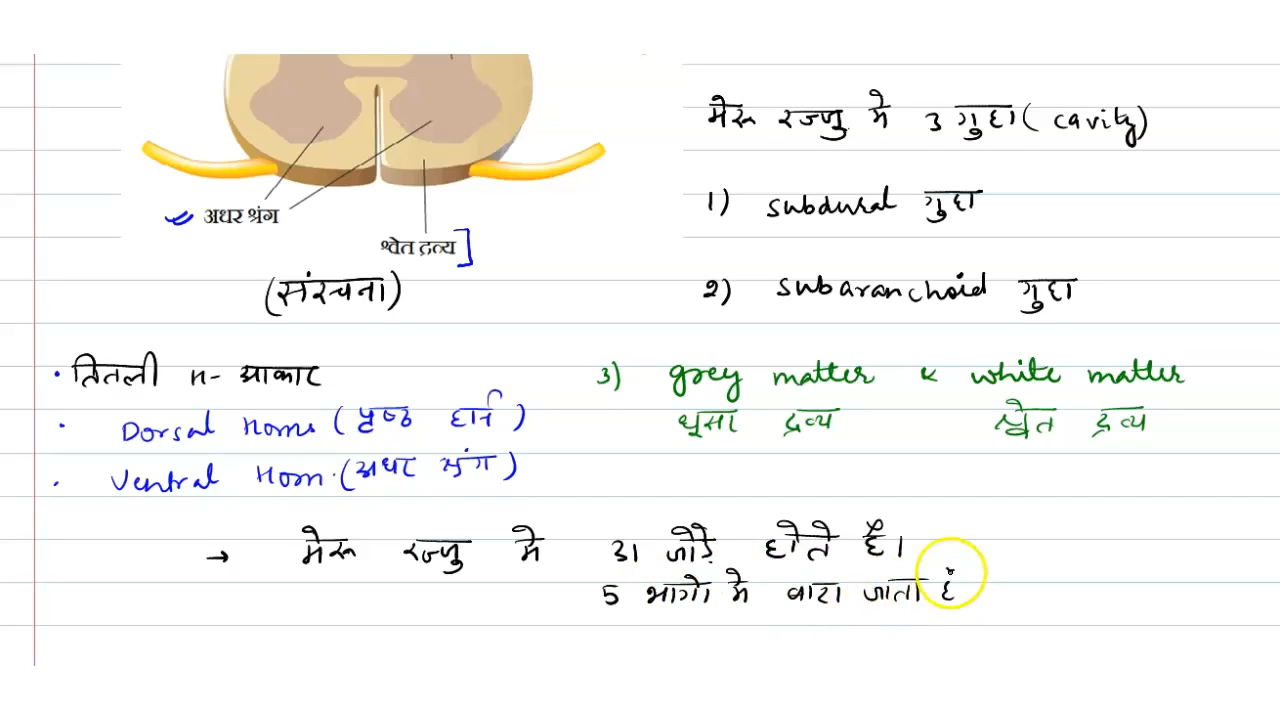 अधर श्रंग
श्वेत द्रव्य ]
(संरचना)
मेरू रज्जु मे 3 गुहा (cavity)
1) subdural गुहा
2) subaranchoid गुहा
• तितली n- आकार
• Dorsal Horns (पृष्ठ हार्न)
• Ventral Horn. (अधर श्रंग)
3) grey matter & white matter
धूसर द्रव्य श्वेत द्रव्य
→ मेरू रज्जु मे 31 जोड़े होते हैं।
5 भागो मे बाटा जाता है